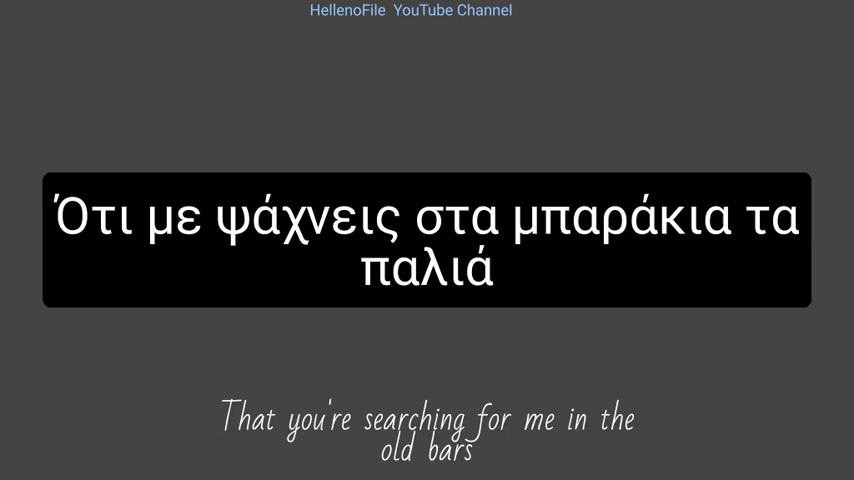 HellenoFile YouTube Channel
Ότι με ψάχνεις στα μπαράκια τα
παλιά
That you're searching for me in the
old bars